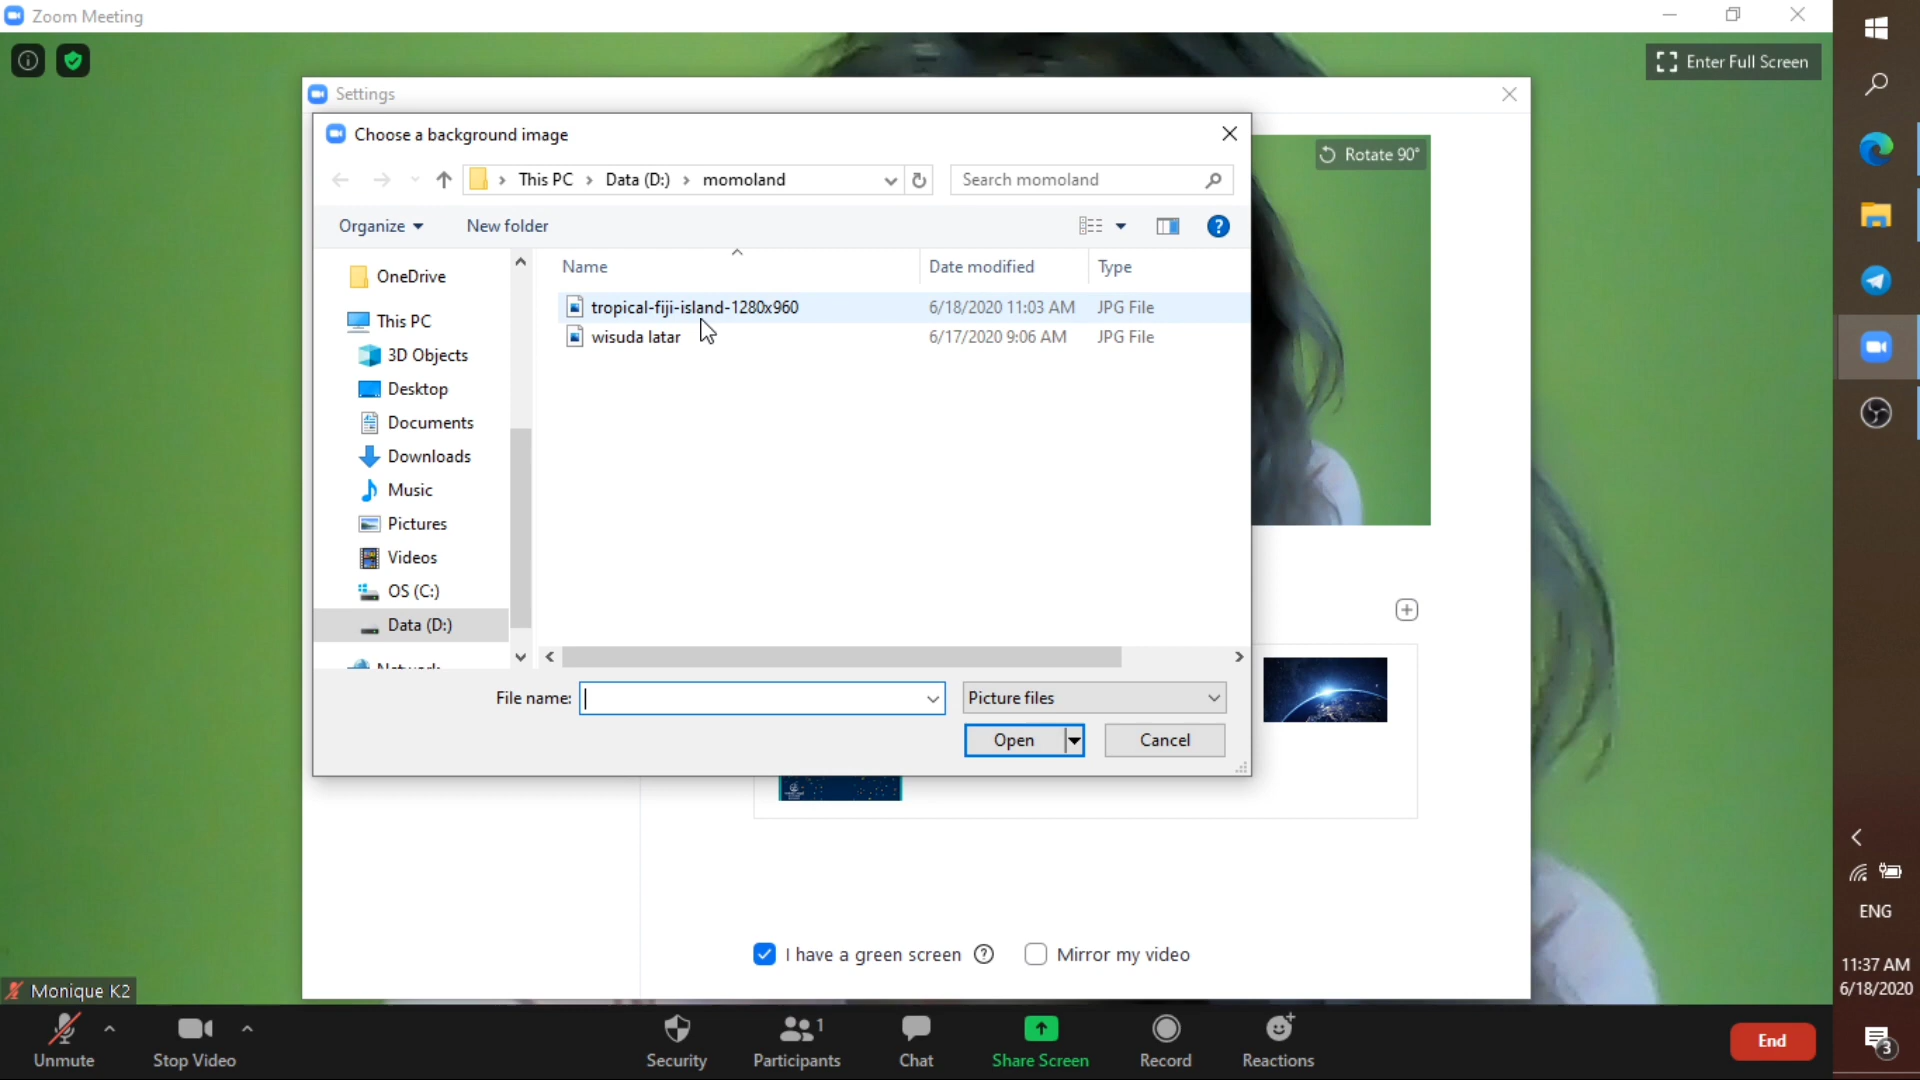 Zoom Meeting
Enter Full Screen
Settings
Choose a background image
Rotate 90°
This PC > Data (D:) > momoland
Search momoland
Organize
New folder
Name
Date modified
Type
OneDrive
This PC
3D Objects
Desktop
Documents
Downloads
Music
Pictures
Videos
OS (C:)
Data (D:)
Network
tropical-fiji-island-1280x960 6/18/2020 11:03 AM JPG File
wisuda latar 6/17/2020 9:06 AM JPG File
File name:
Picture files
Open
Cancel
I have a green screen
Mirror my video
Monique K2
Unmute
Stop Video
Security
1
Participants
Chat
Share Screen
Record
Reactions
End
ENG
11:37 AM
6/18/2020
3